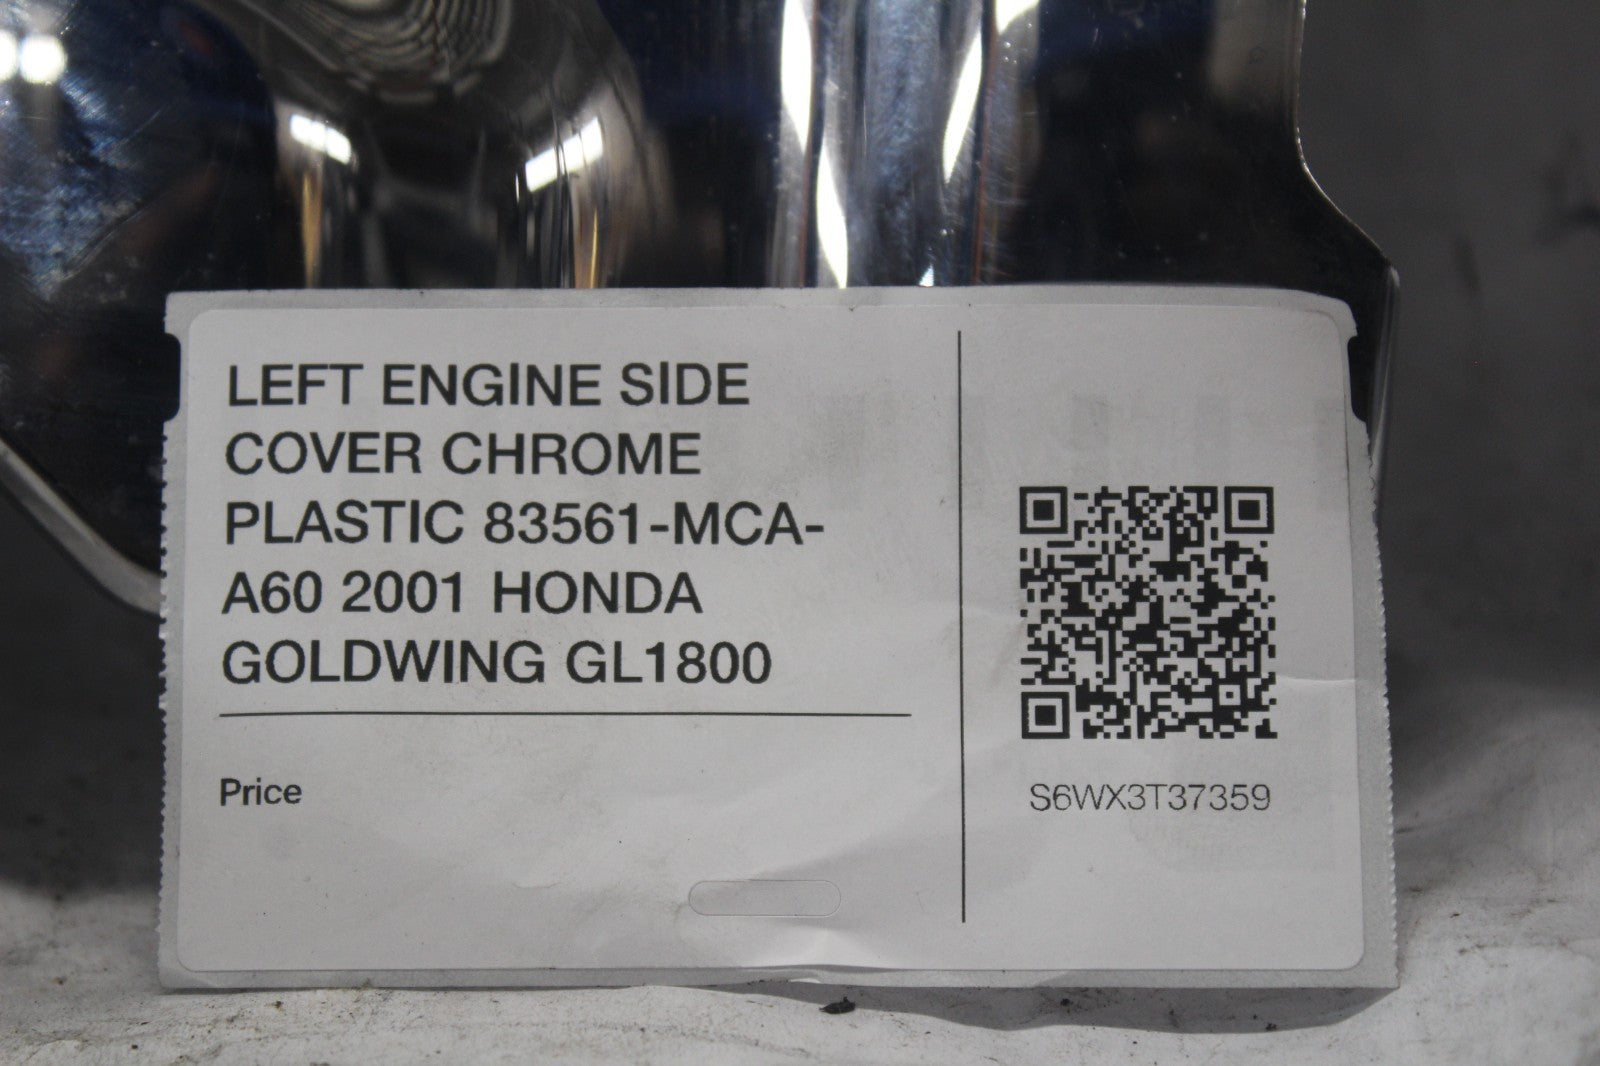 LEFT ENGINE SIDE
COVER CHROME
PLASTIC 83561-MCA-
A60 2001 HONDA
GOLDWING GL1800
Price
S6WX3T37359